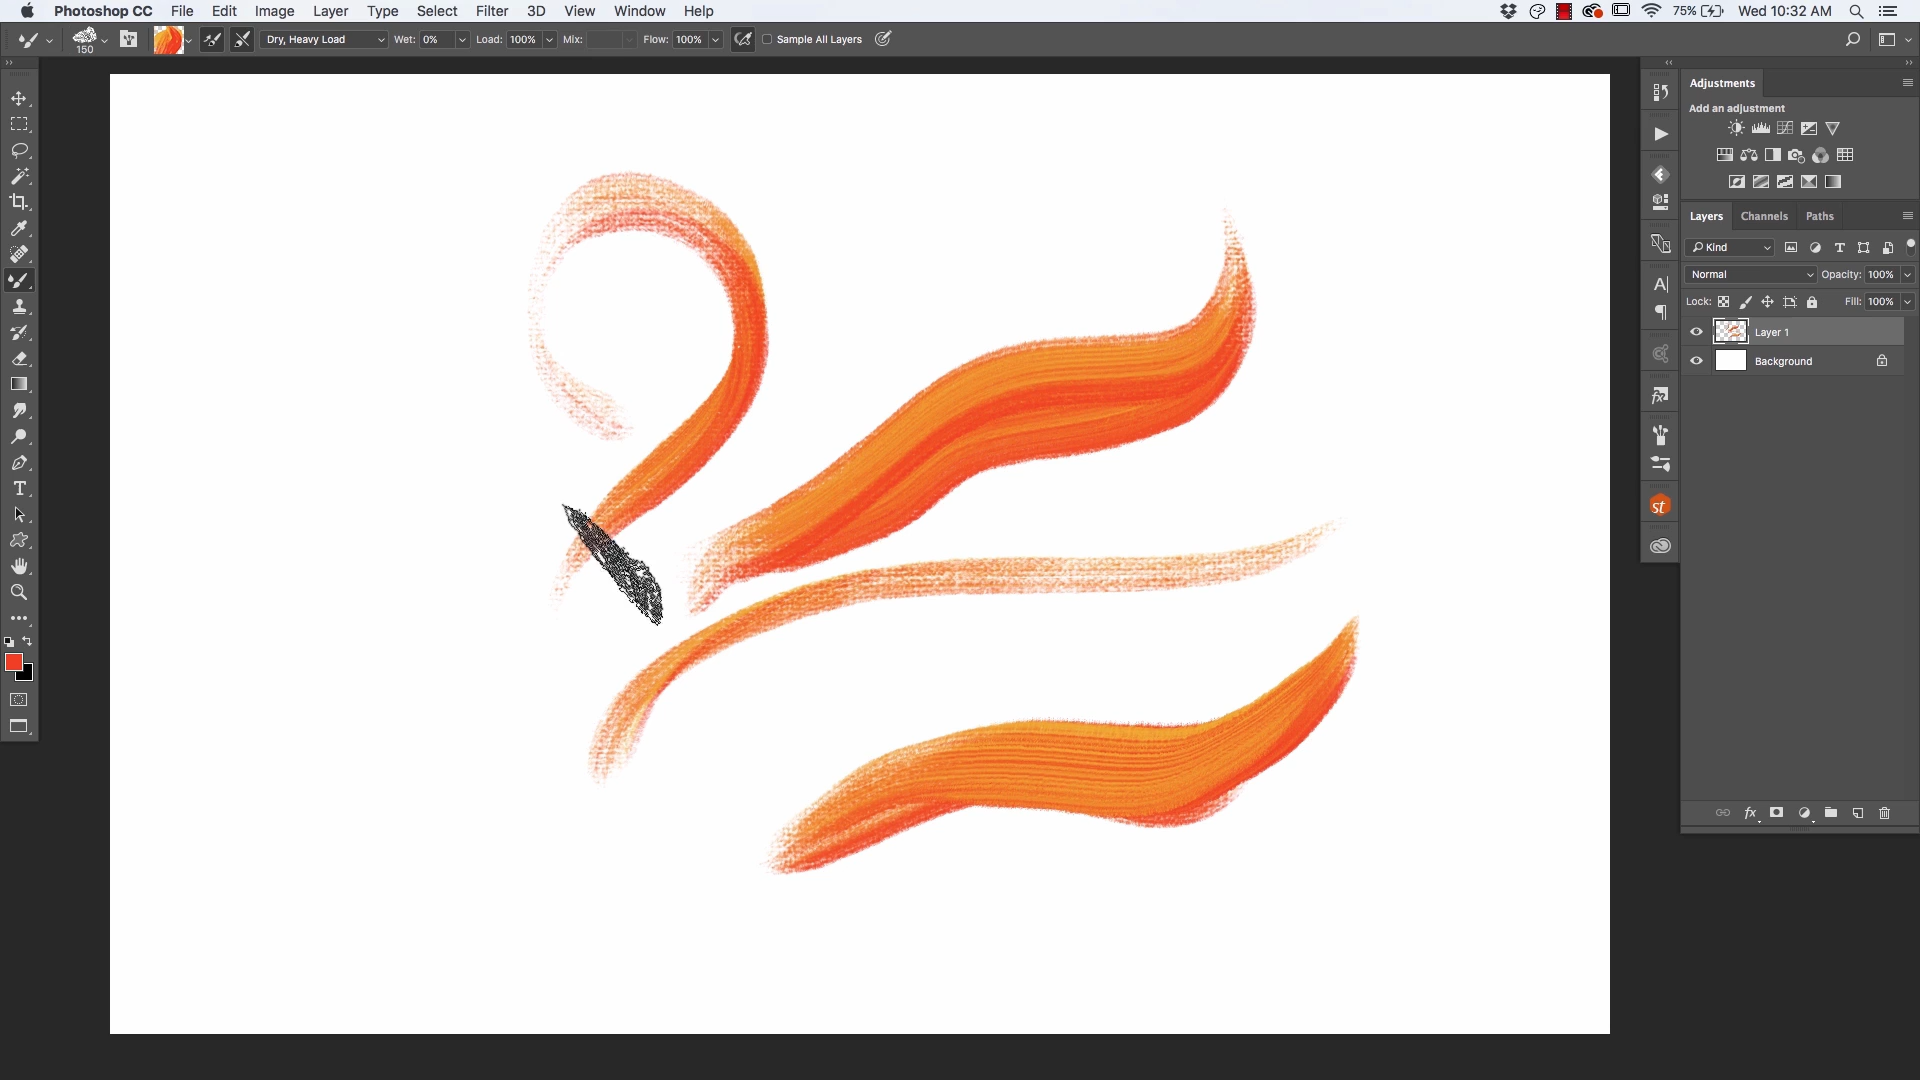 Photoshop CC File Edit Image Layer Type Select Filter 3D View Window Help 75% Wed 10:32 AM
150 Dry, Heavy Load Wet: 0% Load: 100% Mix: Flow: 100% Sample All Layers
Adjustments
Add an adjustment
Layers Channels Paths
Kind
Normal Opacity: 100%
Lock: Fill: 100%
Layer 1
Background
st